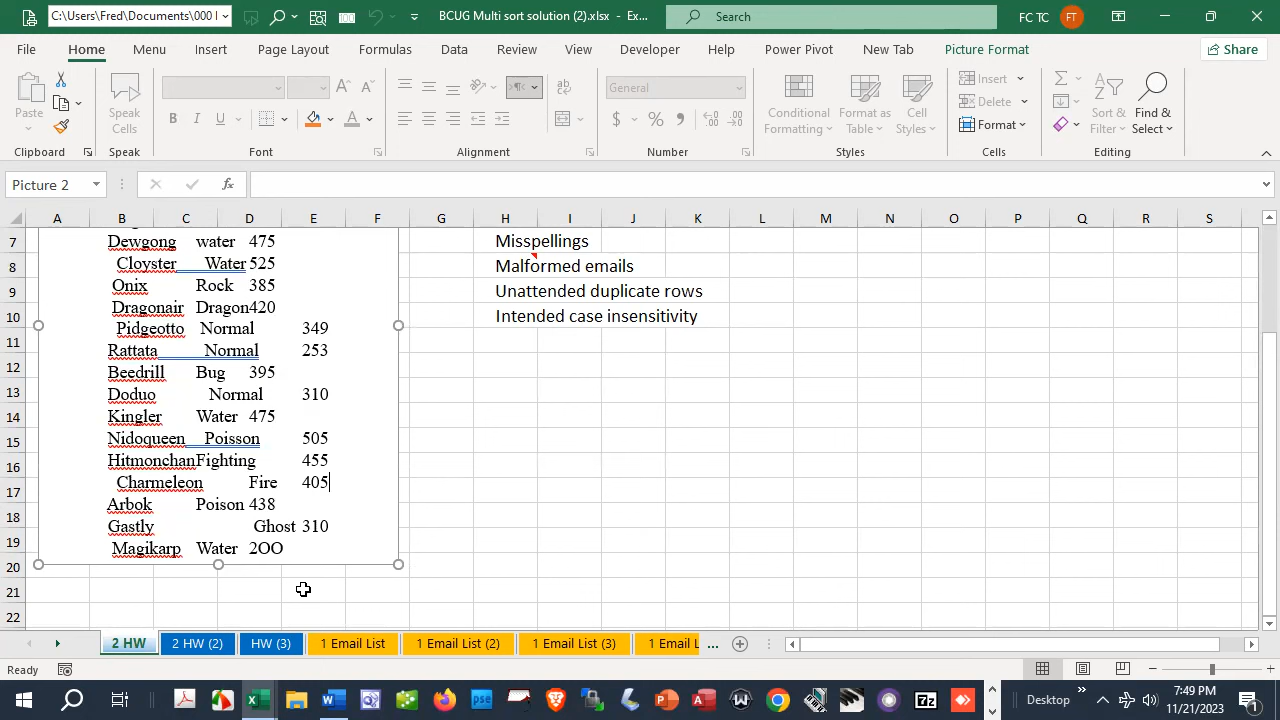 C:\Users\Fred\Documents\000 I
BCUG Multi sort solution (2).xlsx - Ex...
Search
FC TC
FT
File
Home
Menu
Insert
Page Layout
Formulas
Data
Review
View
Developer
Help
Power Pivot
New Tab
Picture Format
Share
Paste
Speak Cells
General
Conditional Formatting
Format as Table
Cell Styles
Insert
Delete
Format
Sort & Filter
Find & Select
Clipboard
Speak
Font
Alignment
Number
Styles
Cells
Editing
Picture 2
fx
A B C D E F G H I J K L M N O P Q R S
7 Dewgong water 475 Misspellings
8 Cloyster Water 525 Malformed emails
9 Onix Rock 385 Unattended duplicate rows
10 Dragonair Dragon420 Intended case insensitivity
11 Pidgeotto Normal 349
12 Rattata Normal 253
Beedrill Bug 395
13 Doduo Normal 310
14 Kingler Water 475
15 Nidoqueen Poisson 505
16 HitmonchanFighting 455
17 Charmeleon Fire 405
18 Arbok Poison 438
19 Gastly Ghost 310
Magikarp Water 2OO
20
21
22
2 HW
2 HW (2)
HW (3)
1 Email List
1 Email List (2)
1 Email List (3)
1 Email L
...
Ready
Desktop
7:49 PM
11/21/2023